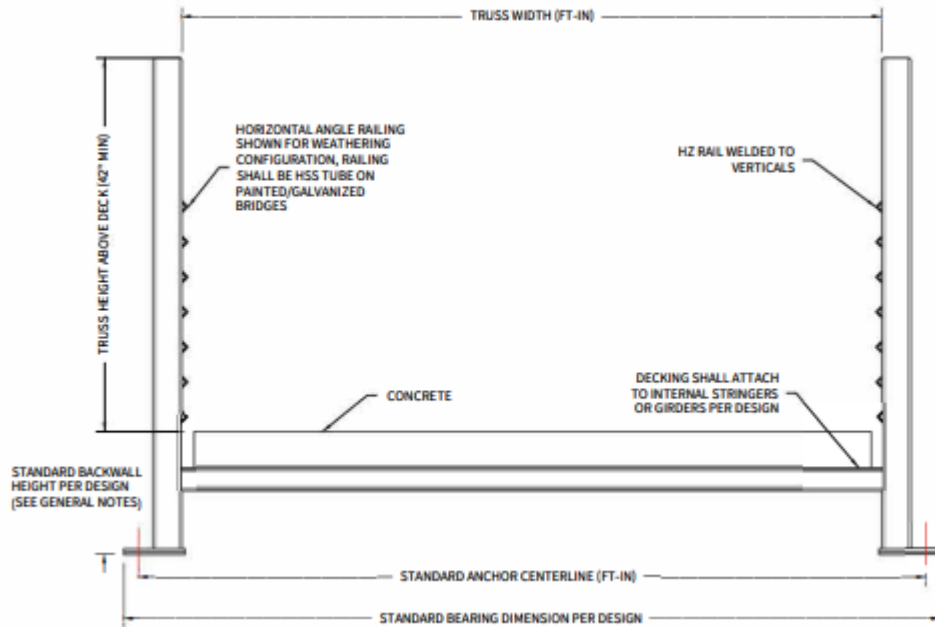 TRUSS WIDTH (FT-IN)
HORIZONTAL ANGLE RAILING
SHOWN FOR WEATHERING
CONFIGURATION, RAILING
SHALL BE HSS TUBE ON
PAINTED/GALVANIZED
BRIDGES
HZ RAIL WELDED TO
VERTICALS
TRUSS HEIGHT ABOVE DECK (42" MIN)
CONCRETE
DECKING SHALL ATTACH
TO INTERNAL STRINGERS
OR GIRDERS PER DESIGN
STANDARD BACKWALL
HEIGHT PER DESIGN
(SEE GENERAL NOTES)
STANDARD ANCHOR CENTERLINE (FT-IN)
STANDARD BEARING DIMENSION PER DESIGN